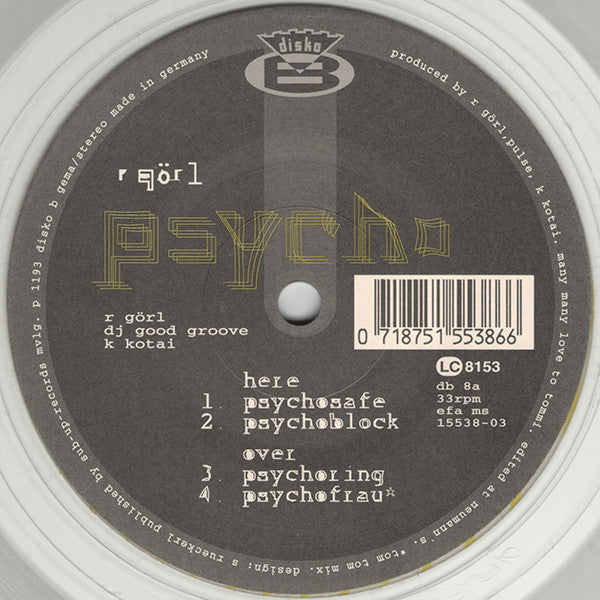 disko
B
r görl
psycho
r görl
dj good groove
k kotai
0 718751 553866
LC 8153
db 8a
33rpm
efa ms
15538-03
here
1. psychosafe
2. psychoblock
over
3. psychoring
4. psychofrau*
published by sub-up-records mvlg. p 1193 disko b gema/stereo made in germany
produced by r görl, pulse, k kotai. many many love to tommi. edited at neumann's. *tom tom mix. design: s rueckerl